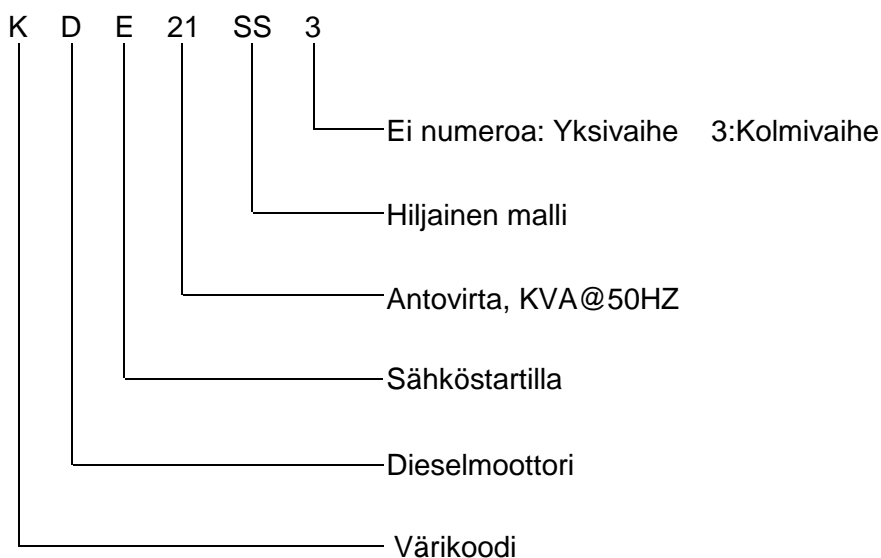 K D E 21 SS 3
Ei numeroa: Yksivaihe 3:Kolmivaihe
Hiljainen malli
Antovirta, KVA@50HZ
Sähköstartilla
Dieselmoottori
Värikoodi